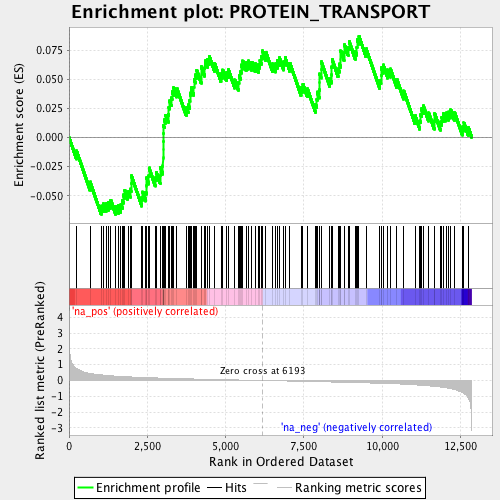 Enrichment plot: PROTEIN_TRANSPORT
Enrichment score (ES)
0.075
0.050
0.025
0.000
-0.025
-0.050
'na_pos' (positively correlated)
Ranked list metric (PreRanked)
4
3
2
1
0
-1
-2
-3
Zero cross at 6193
'na_neg' (negatively correlated)
0
2,500
5,000
7,500
10,000
12,500
Rank in Ordered Dataset
Enrichment profile
Hits
Ranking metric scores